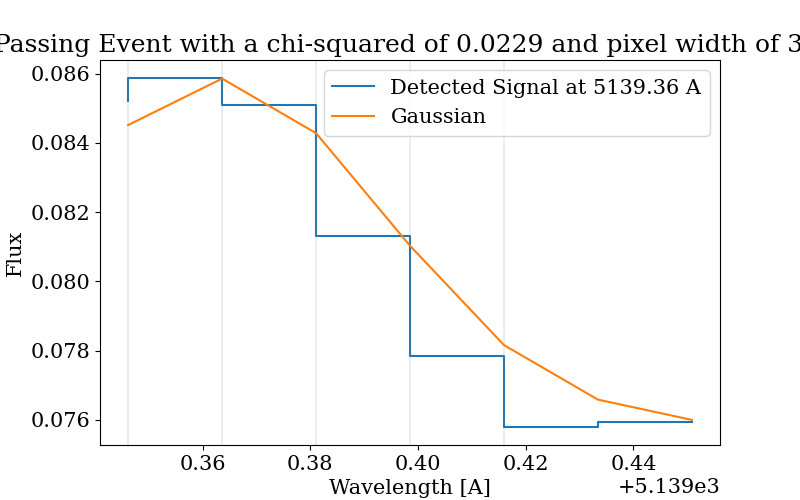 Passing Event with a chi-squared of 0.0229 and pixel width of 3
Detected Signal at 5139.36 A
Gaussian
Flux
0.086
0.084
0.082
0.080
0.078
0.076
0.36
0.38
0.40
0.42
0.44
Wavelength [A]
+5.139e3